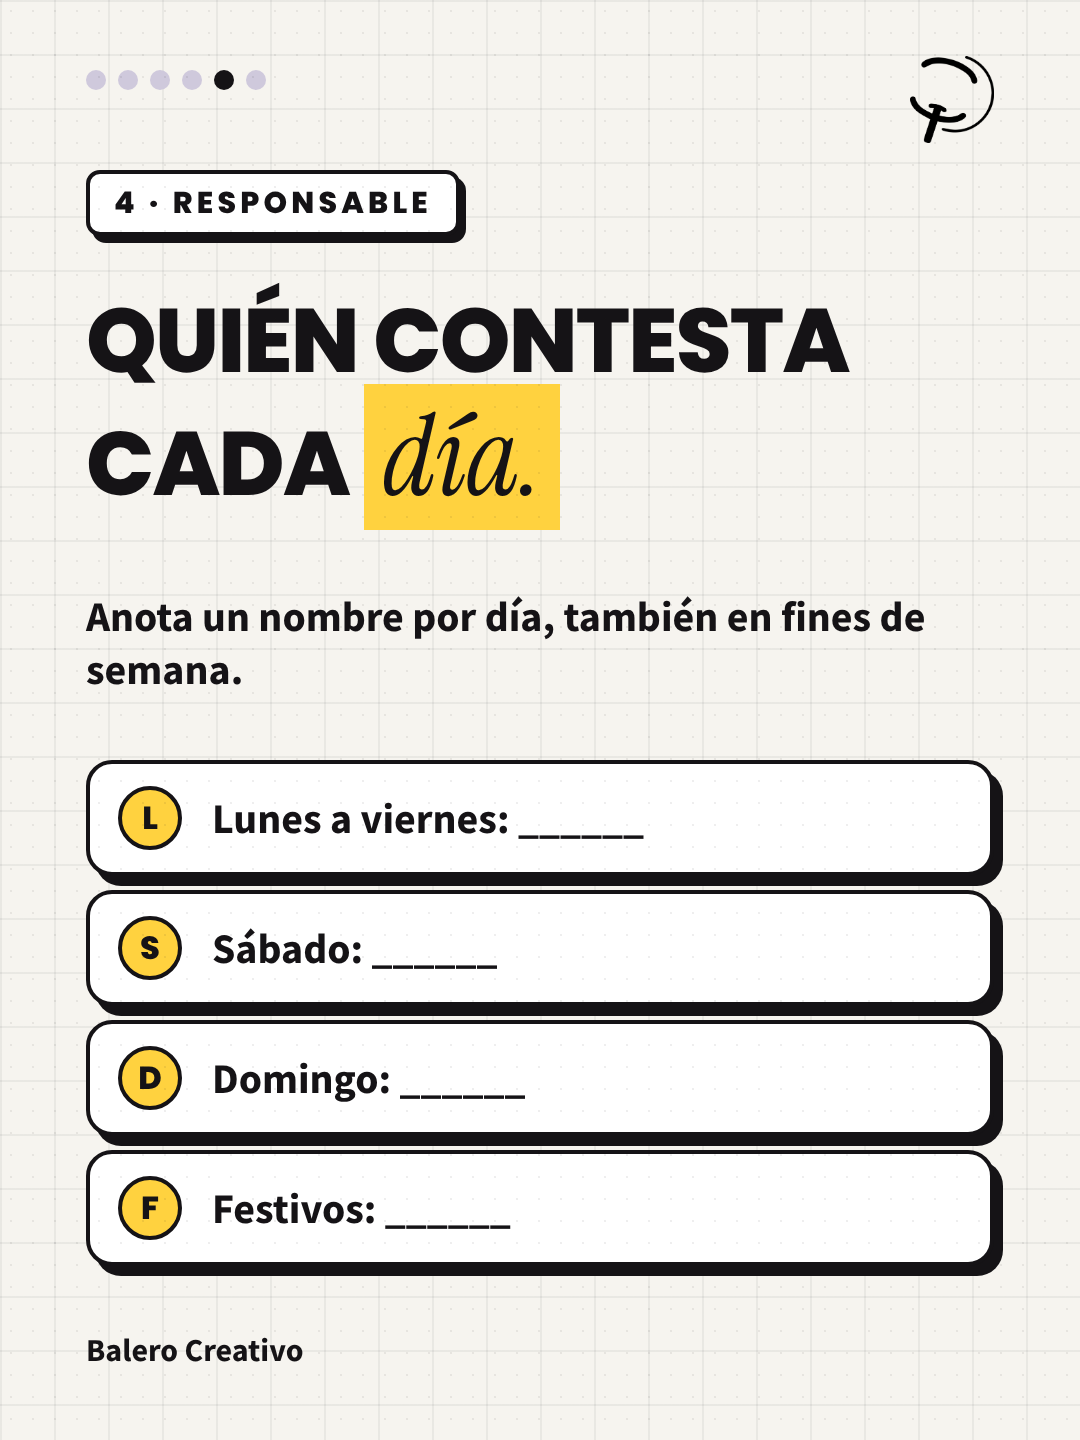 4 · RESPONSABLE
QUIÉN CONTESTA
CADA día.
Anota un nombre por día, también en fines de
semana.
L Lunes a viernes: ______
S Sábado: ______
D Domingo: ______
F Festivos: ______
Balero Creativo